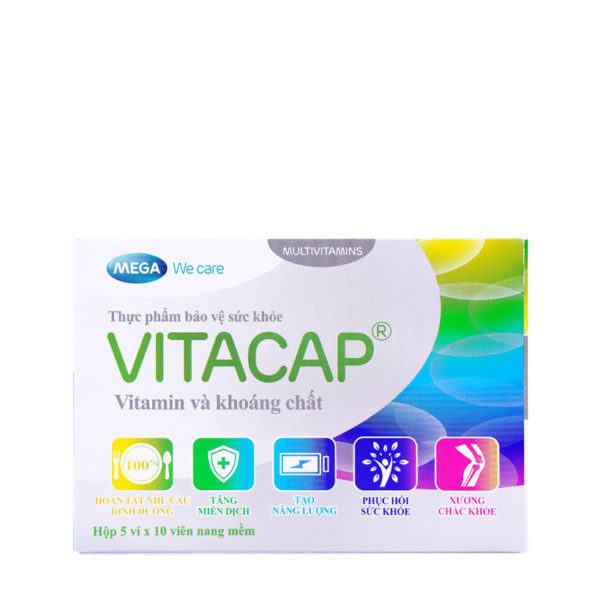 MULTIVITAMINS
MEGA We care
Thực phẩm bảo vệ sức khỏe
VITACAP®
Vitamin và khoáng chất
100%
HOÀN TẤT NHU CẦU
DINH DƯỠNG
TĂNG
MIỄN DỊCH
TẠO
NĂNG LƯỢNG
PHỤC HỒI
SỨC KHỎE
XƯƠNG
CHẮC KHỎE
Hộp 5 vỉ x 10 viên nang mềm